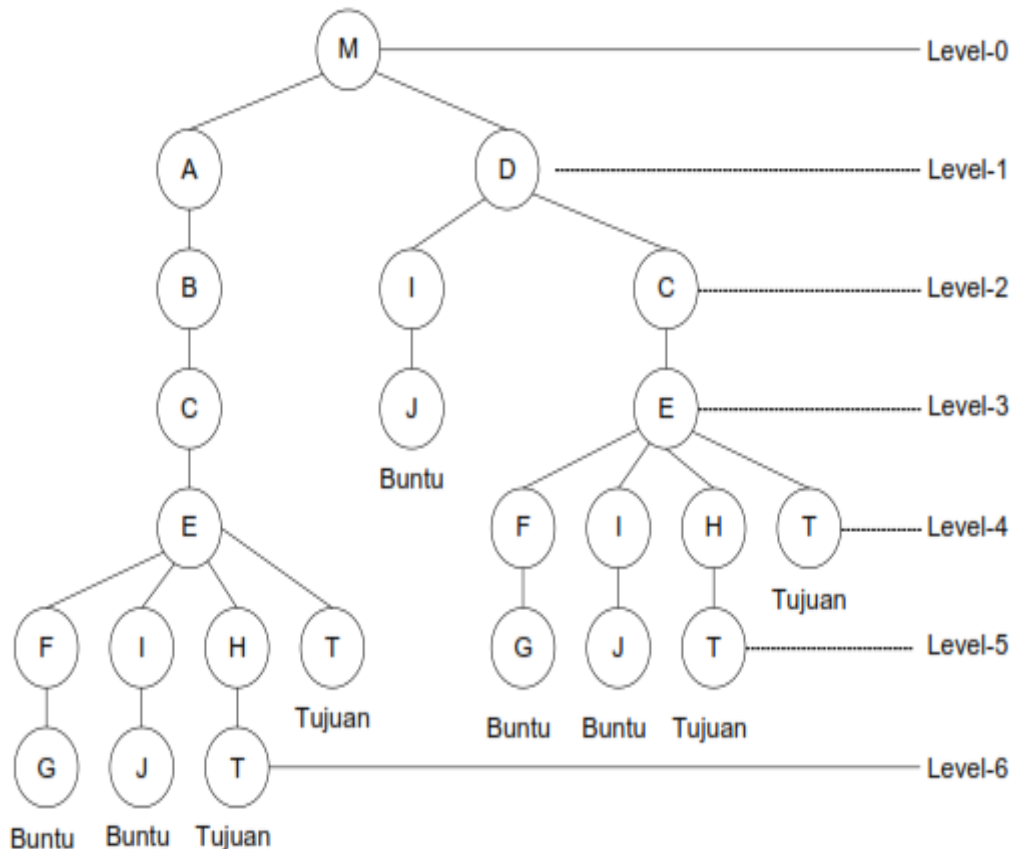 M Level-0
A D Level-1
B I C Level-2
C J E Level-3
Buntu
E F I H T Level-4
Tujuan
F I H T G J T Level-5
Tujuan Buntu Buntu Tujuan
G J T Level-6
Buntu Buntu Tujuan